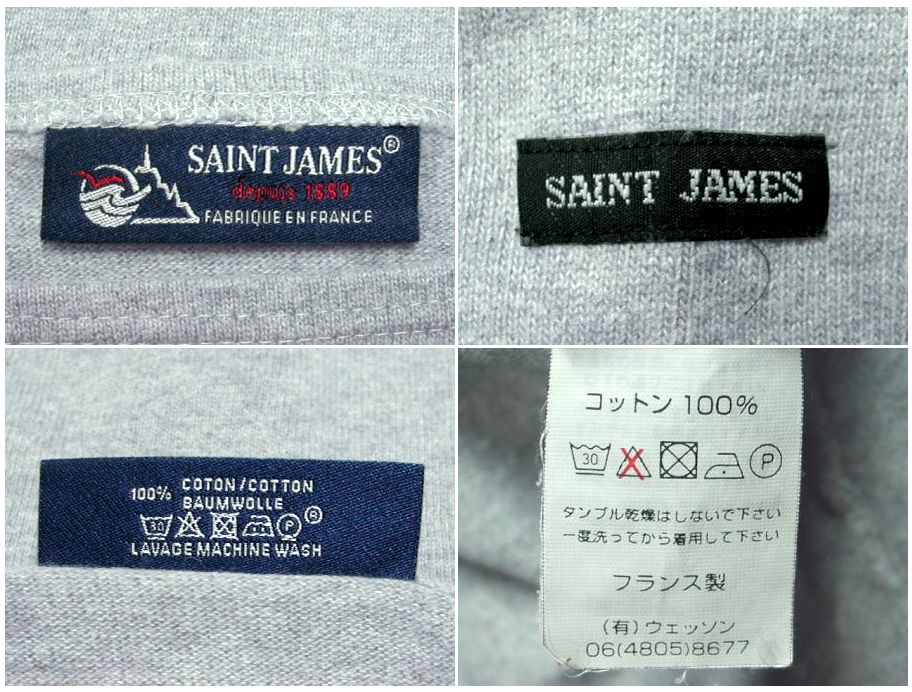 SAINT JAMES®
depuis 1889
FABRIQUE EN FRANCE
SAINT JAMES
100% COTON/COTTON
BAUMWOLLE
30 P ®
LAVAGE MACHINE WASH
コットン 100%
30 P
タンブル乾燥はしないで下さい
一度洗ってから着用して下さい
フランス製
(有)ウェッソン
06(4805)8677